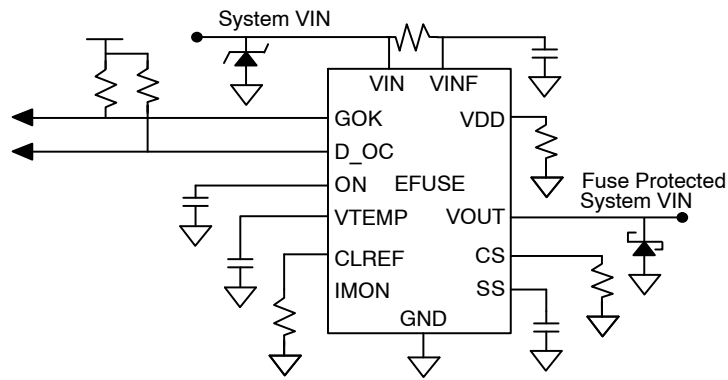 System VIN
VIN
VINF
GOK
VDD
D_OC
ON
EFUSE
Fuse Protected
System VIN
VTEMP
VOUT
CLREF
CS
IMON
SS
GND